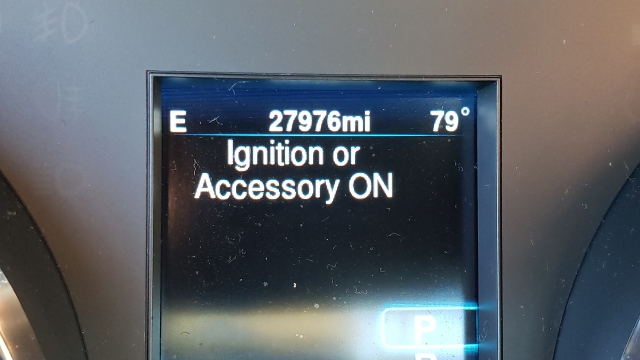 E 27976mi 79°
Ignition or
Accessory ON
P